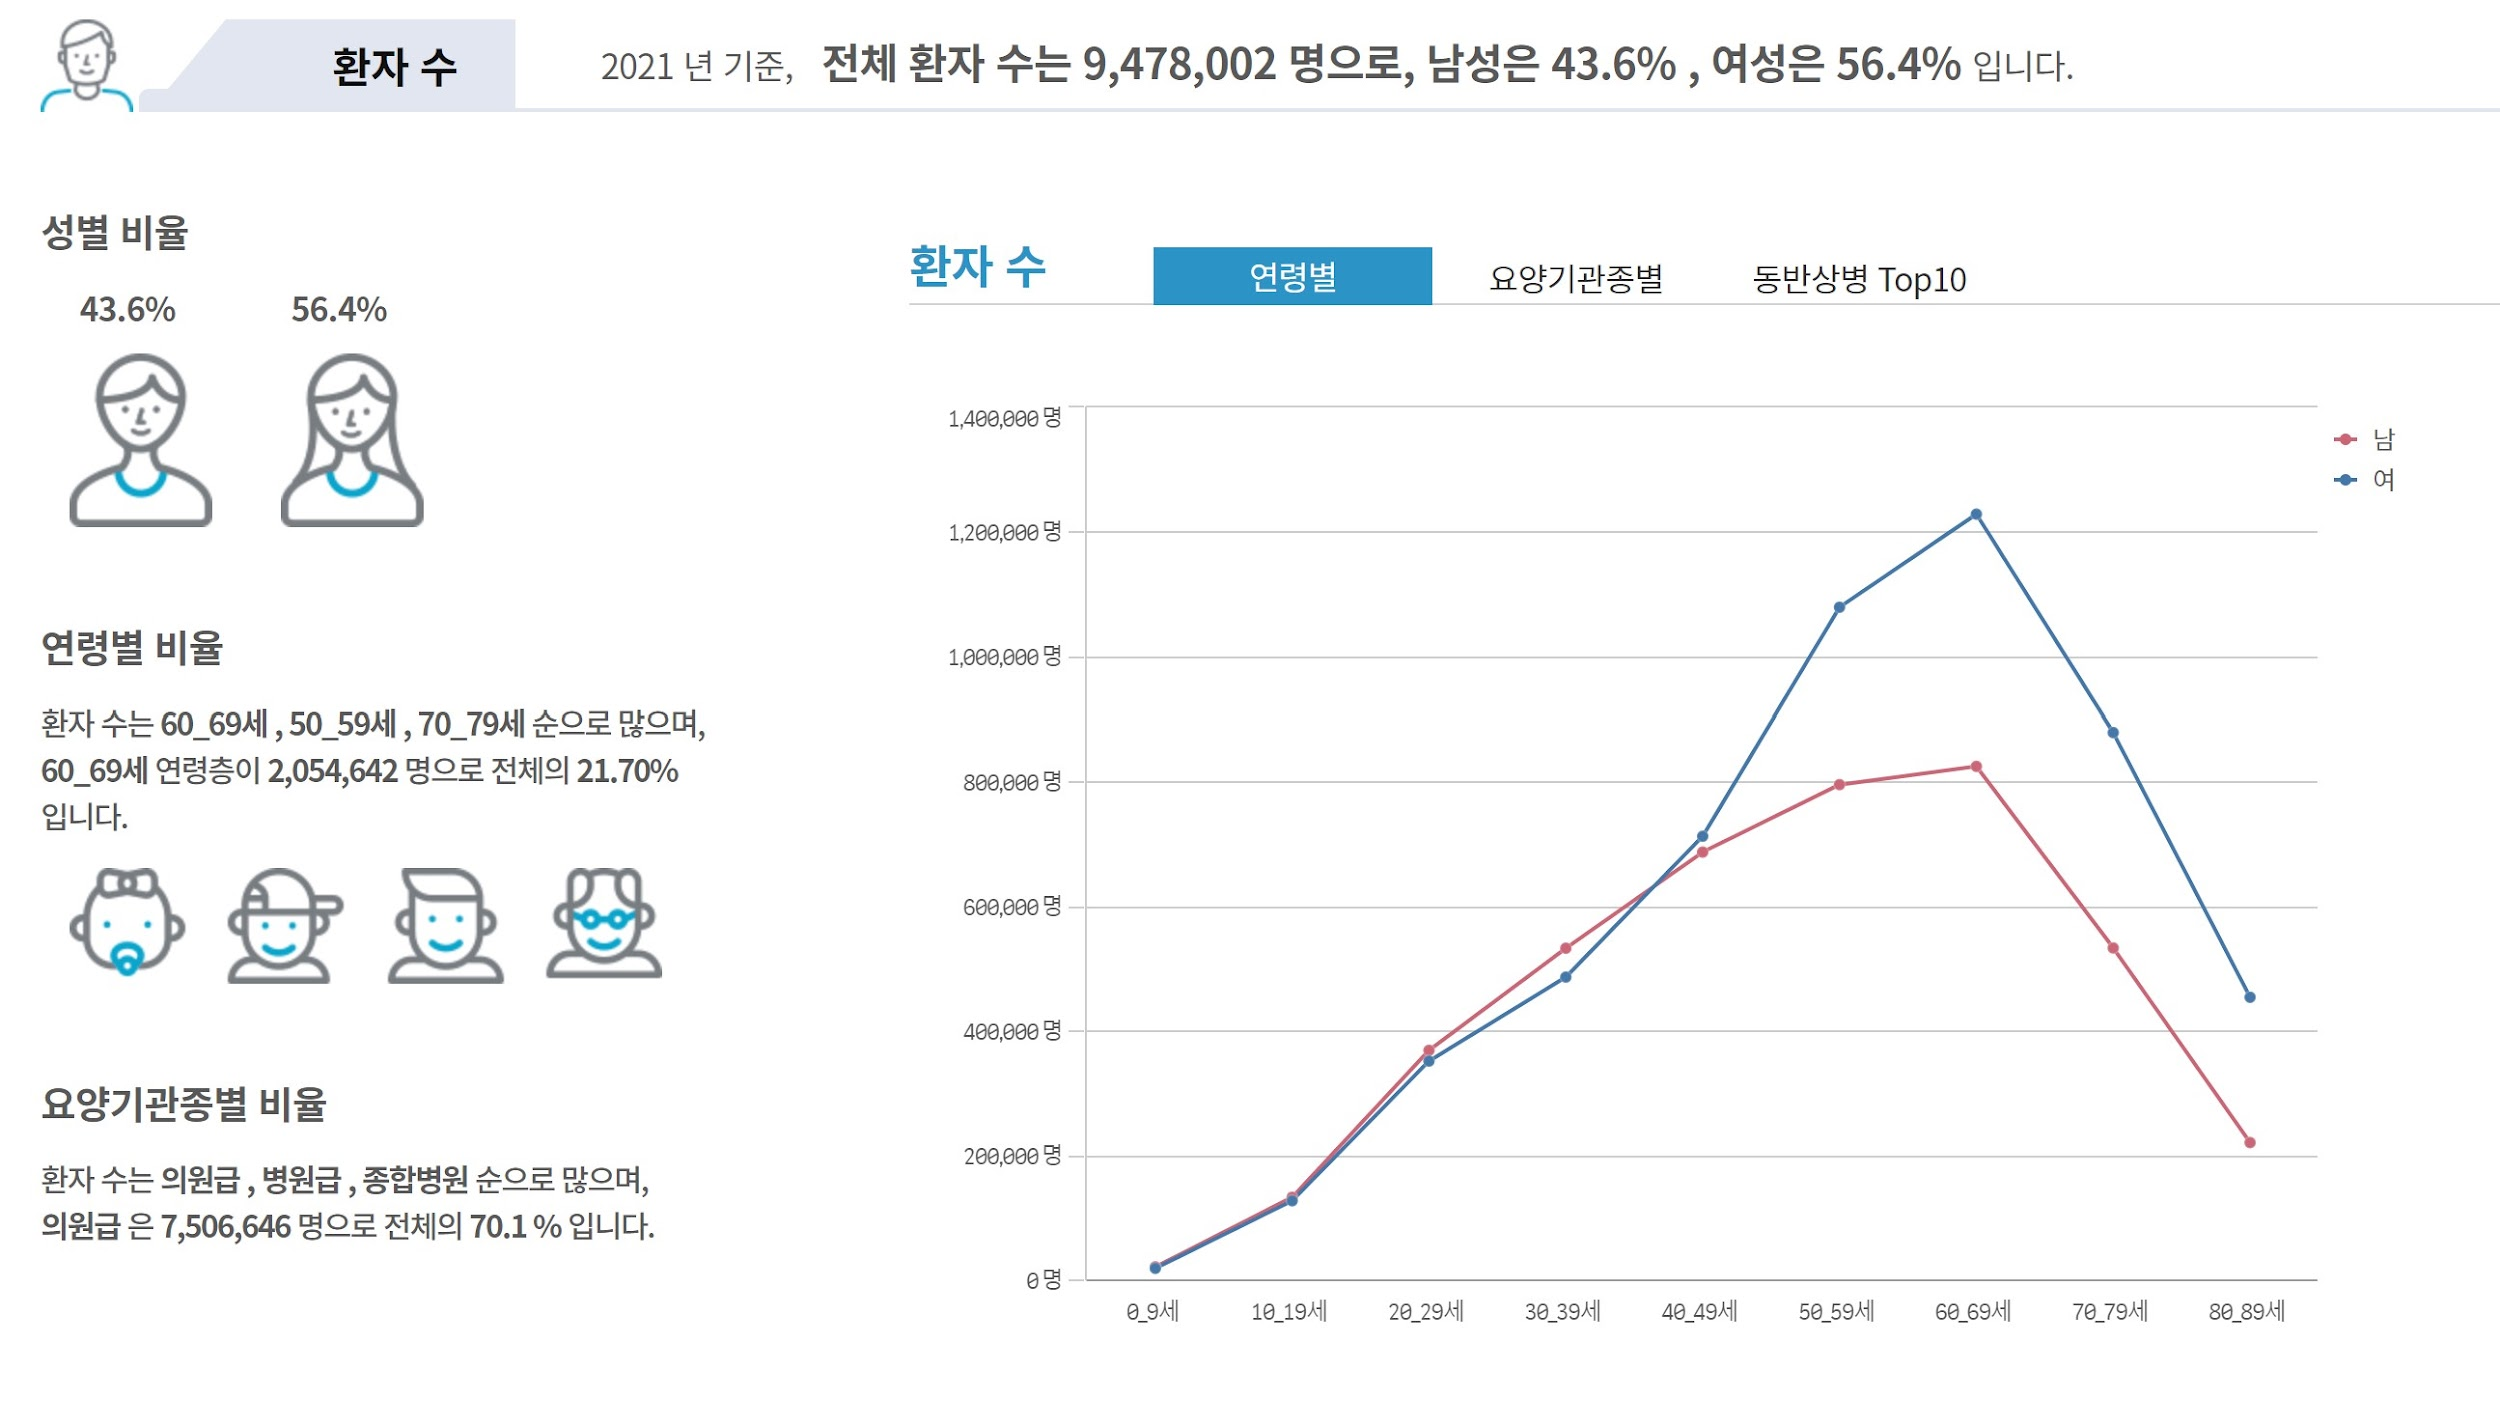 환자 수
2021 년 기준, 전체 환자 수는 9,478,002 명으로, 남성은 43.6% , 여성은 56.4% 입니다.
성별 비율
43.6% 56.4%
연령별 비율
환자 수는 60_69세 , 50_59세 , 70_79세 순으로 많으며,
60_69세 연령층이 2,054,642 명으로 전체의 21.70%
입니다.
요양기관종별 비율
환자 수는 의원급 , 병원급 , 종합병원 순으로 많으며,
의원급 은 7,506,646 명으로 전체의 70.1 % 입니다.
환자 수 연령별 요양기관종별 동반상병 Top10
1,400,000 명
1,200,000 명
1,000,000 명
800,000 명
600,000 명
400,000 명
200,000 명
0 명
0_9세 10_19세 20_29세 30_39세 40_49세 50_59세 60_69세 70_79세 80_89세
남
여